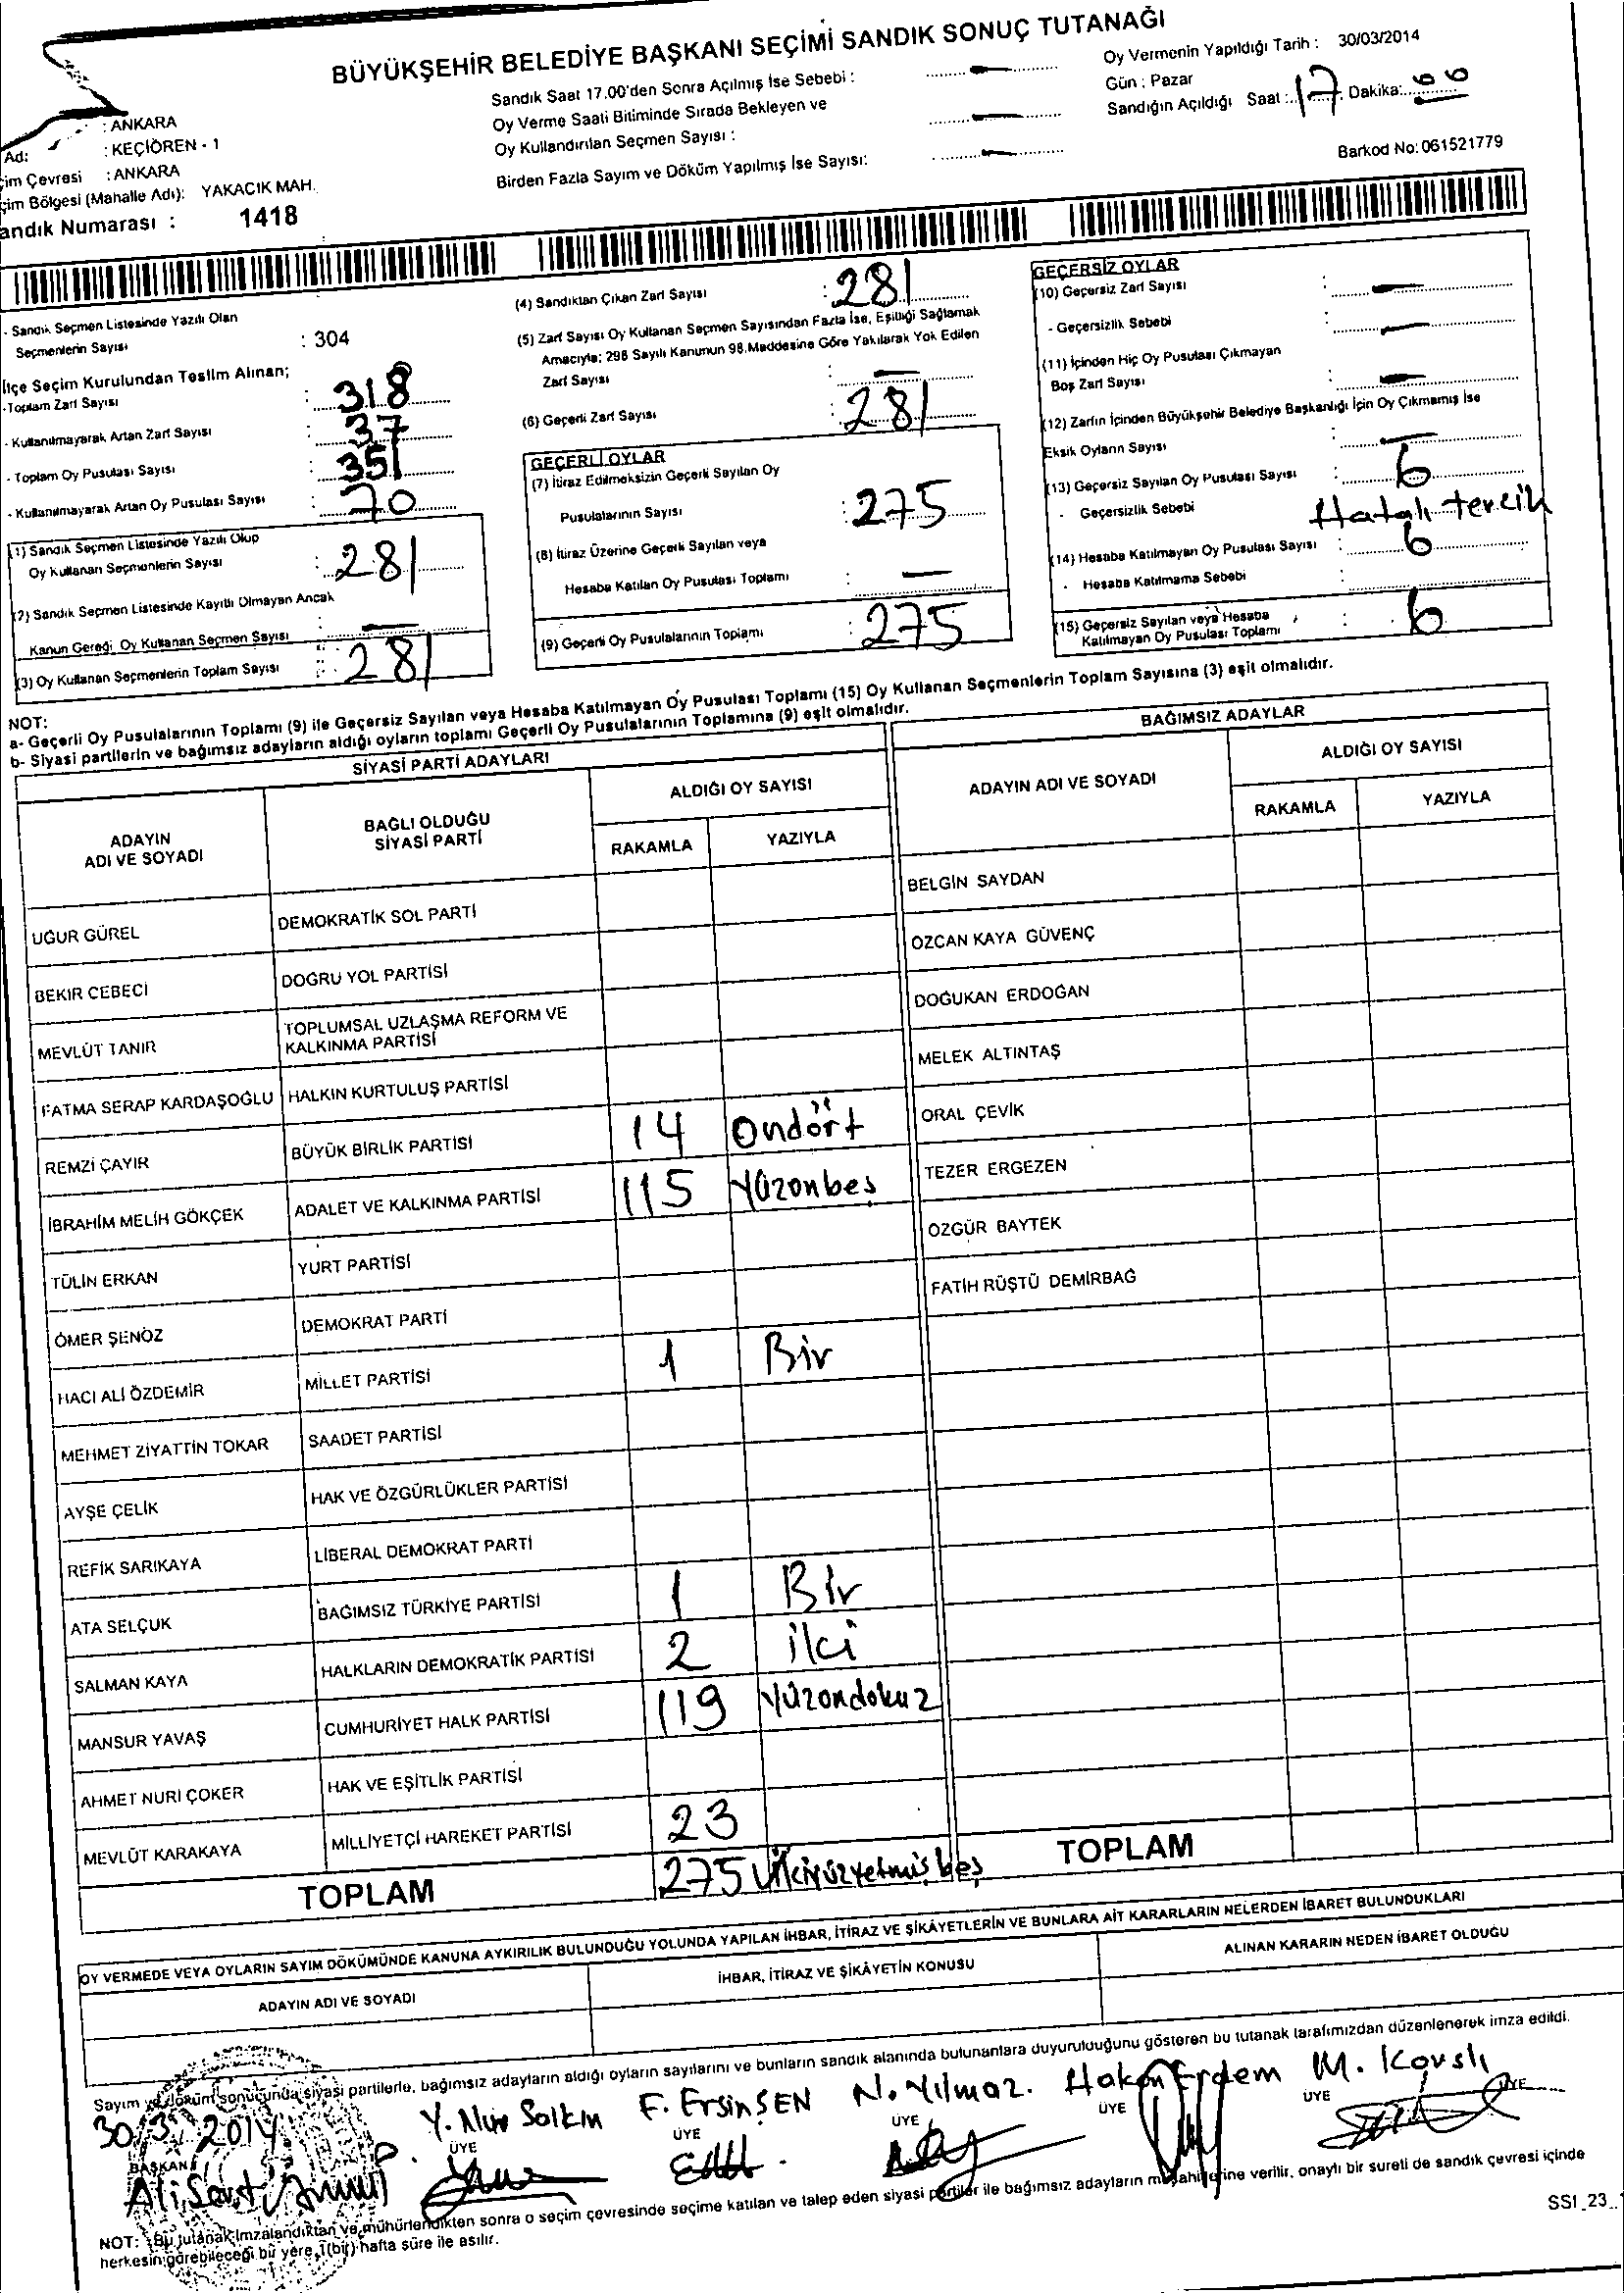 BÜYÜKŞEHİR BELEDİYE BAŞKANI SEÇİMİ SANDIK SONUÇ TUTANAĞI
: ANKARA
Ad: : KEÇİÖREN - 1
çim Çevresi : ANKARA
çim Bölgesi (Mahalle Adı): YAKACIK MAH.
andık Numarası : 1418
Sandık Saat 17.00'den Sonra Açılmış İse Sebebi : —
Oy Verme Saati Bitiminde Sırada Bekleyen ve
Oy Kullandırılan Seçmen Sayısı : —
Birden Fazla Sayım ve Döküm Yapılmış İse Sayısı: —
Oy Vermenin Yapıldığı Tarih : 30/03/2014
Gün : Pazar
Sandığın Açıldığı Saat : 17 Dakika: 00
Barkod No: 061521779
- Sandık Seçmen Listesinde Yazılı Olan
Seçmenlerin Sayısı : 304
İlçe Seçim Kurulundan Teslim Alınan;
-Toplam Zarf Sayısı : 318
- Kullanılmayarak Artan Zarf Sayısı : 37
- Toplam Oy Pusulası Sayısı : 351
- Kullanılmayarak Artan Oy Pusulası Sayısı : 70
(1) Sandık Seçmen Listesinde Yazılı Olup
Oy Kullanan Seçmenlerin Sayısı : 281
(2) Sandık Seçmen Listesinde Kayıtlı Olmayan Ancak
Kanun Gereği Oy Kullanan Seçmen Sayısı : —
(3) Oy Kullanan Seçmenlerin Toplam Sayısı : 281
(4) Sandıktan Çıkan Zarf Sayısı : 281
(5) Zarf Sayısı Oy Kullanan Seçmen Sayısından Fazla İse, Eşitliği Sağlamak
Amacıyla; 298 Sayılı Kanunun 98.Maddesine Göre Yakılarak Yok Edilen
Zarf Sayısı : —
(6) Geçerli Zarf Sayısı : 281
GEÇERLİ OYLAR
(7) İtiraz Edilmeksizin Geçerli Sayılan Oy
Pusulalarının Sayısı : 275
(8) İtiraz Üzerine Geçerli Sayılan veya
Hesaba Katılan Oy Pusulası Toplamı : —
(9) Geçerli Oy Pusulalarının Toplamı : 275
GEÇERSİZ OYLAR
(10) Geçersiz Zarf Sayısı : —
- Geçersizlik Sebebi : —
(11) İçinden Hiç Oy Pusulası Çıkmayan
Boş Zarf Sayısı : —
(12) Zarfın İçinden Büyükşehir Belediye Başkanlığı İçin Oy Çıkmamış İse
Eksik Oyların Sayısı : —
(13) Geçersiz Sayılan Oy Pusulası Sayısı : 6
- Geçersizlik Sebebi Hatalı tercih
(14) Hesaba Katılmayan Oy Pusulası Sayısı : 6
- Hesaba Katılmama Sebebi :
(15) Geçersiz Sayılan veya Hesaba
Katılmayan Oy Pusulası Toplamı : 6
NOT:
a- Geçerli Oy Pusulalarının Toplamı (9) ile Geçersiz Sayılan veya Hesaba Katılmayan Oy Pusulası Toplamı (15) Oy Kullanan Seçmenlerin Toplam Sayısına (3) eşit olmalıdır.
b- Siyasi partilerin ve bağımsız adayların aldığı oyların toplamı Geçerli Oy Pusulalarının Toplamına (9) eşit olmalıdır.
SİYASİ PARTİ ADAYLARI
ADAYIN ADI VE SOYADI
BAĞLI OLDUĞU SİYASİ PARTİ
ALDIĞI OY SAYISI
RAKAMLA YAZIYLA
UĞUR GÜREL DEMOKRATİK SOL PARTİ
BEKİR CEBECİ DOĞRU YOL PARTİSİ
MEVLÜT TANIR TOPLUMSAL UZLAŞMA REFORM VE KALKINMA PARTİSİ
FATMA SERAP KARDAŞOĞLU HALKIN KURTULUŞ PARTİSİ
REMZİ ÇAYIR BÜYÜK BİRLİK PARTİSİ 14 Ondört
İBRAHİM MELİH GÖKÇEK ADALET VE KALKINMA PARTİSİ 115 Yüzonbeş
TÜLİN ERKAN YURT PARTİSİ
ÖMER ŞENÖZ DEMOKRAT PARTİ
HACI ALİ ÖZDEMİR MİLLET PARTİSİ 1 Bir
MEHMET ZİYATTİN TOKAR SAADET PARTİSİ
AYŞE ÇELİK HAK VE ÖZGÜRLÜKLER PARTİSİ
REFİK SARIKAYA LİBERAL DEMOKRAT PARTİ
ATA SELÇUK BAĞIMSIZ TÜRKİYE PARTİSİ 1 Bir
SALMAN KAYA HALKLARIN DEMOKRATİK PARTİSİ 2 iki
MANSUR YAVAŞ CUMHURİYET HALK PARTİSİ 119 Yüzondokuz
AHMET NURİ ÇOKER HAK VE EŞİTLİK PARTİSİ
MEVLÜT KARAKAYA MİLLİYETÇİ HAREKET PARTİSİ 23
TOPLAM 275 ikiyüzyetmişbeş
BAĞIMSIZ ADAYLAR
ADAYIN ADI VE SOYADI
ALDIĞI OY SAYISI
RAKAMLA YAZIYLA
BELGİN SAYDAN
ÖZCAN KAYA GÜVENÇ
DOĞUKAN ERDOĞAN
MELEK ALTINTAŞ
ORAL ÇEVİK
TEZER ERGEZEN
ÖZGÜR BAYTEK
FATİH RÜŞTÜ DEMİRBAĞ
TOPLAM
OY VERMEDE VEYA OYLARIN SAYIM DÖKÜMÜNDE KANUNA AYKIRILIK BULUNDUĞU YOLUNDA YAPILAN İHBAR, İTİRAZ VE ŞİKÂYETLERİN VE BUNLARA AİT KARARLARIN NELERDEN İBARET BULUNDUKLARI
ADAYIN ADI VE SOYADI İHBAR, İTİRAZ VE ŞİKÂYETİN KONUSU ALINAN KARARIN NEDEN İBARET OLDUĞU
Sayım ve döküm sonucunda siyasi partilerle, bağımsız adayların aldığı oyların sayılarını ve bunların sandık alanında bulunanlara duyurulduğunu gösteren bu tutanak tarafımızdan düzenlenerek imza edildi.
30/3/2014 Y. Nur F. Ersin ŞEN N. Yılmaz. Hakan Erdem M.
BAŞKAN ÜYE ÜYE ÜYE ÜYE ÜYE ÜYE
NOT: Bu tutanak imzalandıktan ve mühürlendikten sonra o seçim çevresinde seçime katılan ve talep eden siyasi partiler ile bağımsız adayların müşahitlerine verilir, onaylı bir sureti de sandık çevresi içinde
herkesin görebileceği bir yere 1(bir) hafta süre ile asılır.
SS1_23